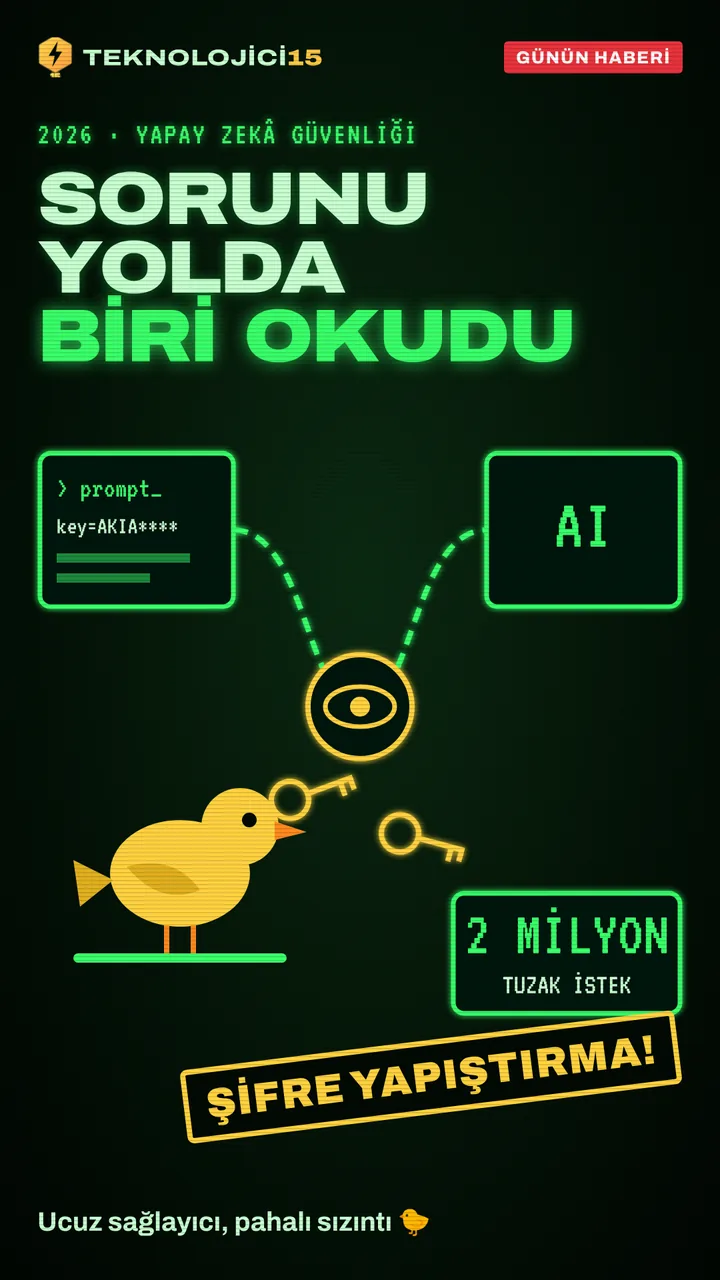 TEKNOLOJİCİ15
GÜNÜN HABERİ
2026 · YAPAY ZEKÂ GÜVENLİĞİ
SORUNU
YOLDA
BİRİ OKUDU
> prompt_
key=AKIA****
AI
2 MİLYON
TUZAK İSTEK
ŞİFRE YAPIŞTIRMA!
Ucuz sağlayıcı, pahalı sızıntı 🐤